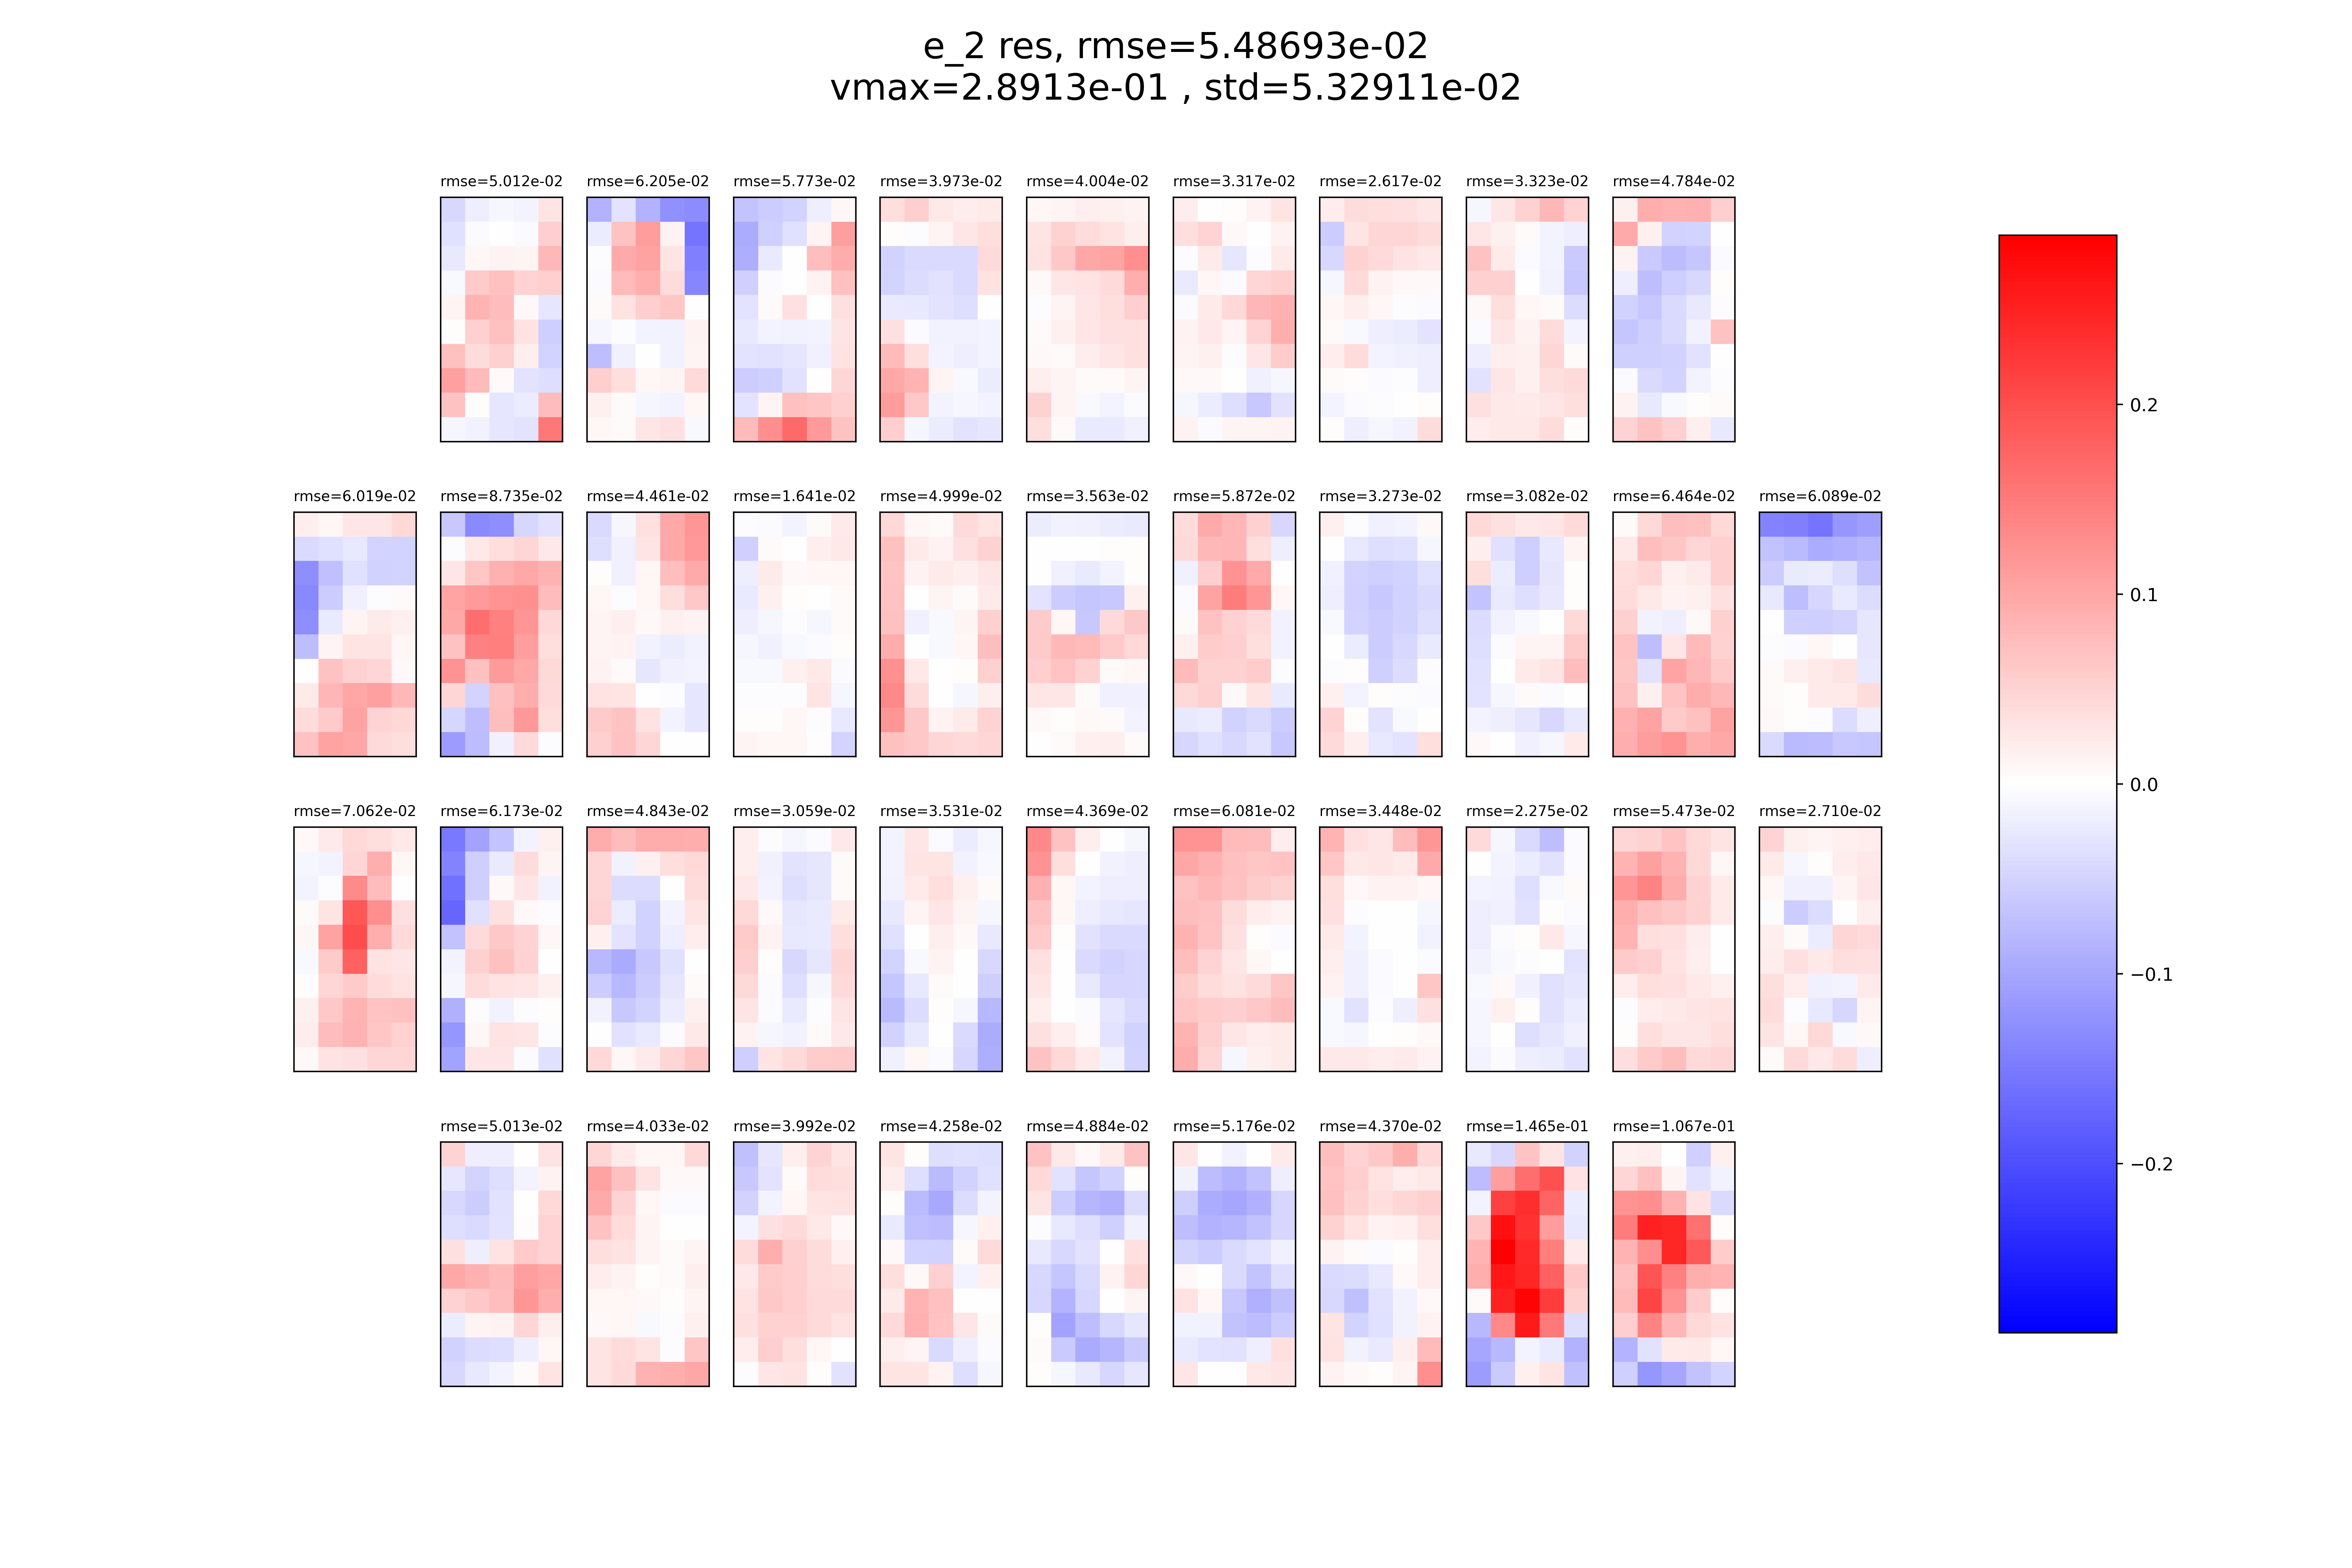 e_2 res, rmse=5.48693e-02
vmax=2.8913e-01 , std=5.32911e-02
rmse=5.012e-02 rmse=6.205e-02 rmse=5.773e-02 rmse=3.973e-02 rmse=4.004e-02 rmse=3.317e-02 rmse=2.617e-02 rmse=3.323e-02 rmse=4.784e-02
rmse=6.019e-02 rmse=8.735e-02 rmse=4.461e-02 rmse=1.641e-02 rmse=4.999e-02 rmse=3.563e-02 rmse=5.872e-02 rmse=3.273e-02 rmse=3.082e-02 rmse=6.464e-02 rmse=6.089e-02
rmse=7.062e-02 rmse=6.173e-02 rmse=4.843e-02 rmse=3.059e-02 rmse=3.531e-02 rmse=4.369e-02 rmse=6.081e-02 rmse=3.448e-02 rmse=2.275e-02 rmse=5.473e-02 rmse=2.710e-02
rmse=5.013e-02 rmse=4.033e-02 rmse=3.992e-02 rmse=4.258e-02 rmse=4.884e-02 rmse=5.176e-02 rmse=4.370e-02 rmse=1.465e-01 rmse=1.067e-01
0.2
0.1
0.0
−0.1
−0.2